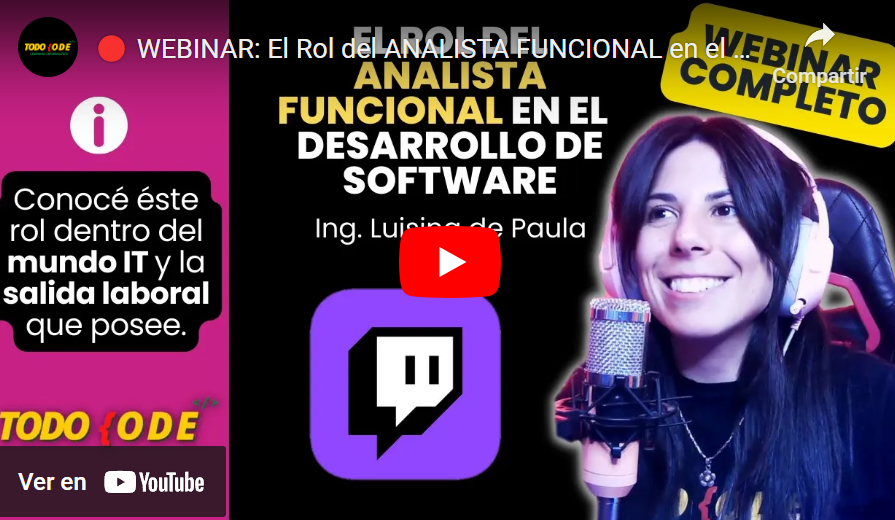 TODO {ODE
🔴 WEBINAR: El Rol del ANALISTA FUNCIONAL en el ...
Compartir
WEBINAR
COMPLETO
EL ROL DEL
ANALISTA
FUNCIONAL EN EL
DESARROLLO DE
SOFTWARE
Ing. Luisina de Paula
i
Conocé éste
rol dentro del
mundo IT y la
salida laboral
que posee.
TODO {ODE
</>
Ver en YouTube